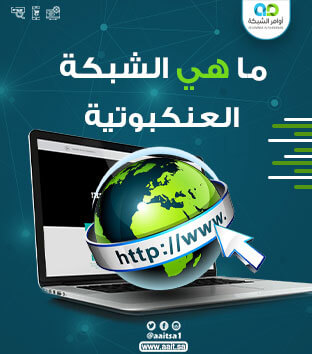 أوامر الشبكة
ما هي الشبكة
العنكبوتية
http://www.
@aaitsa1
www.aait.sa